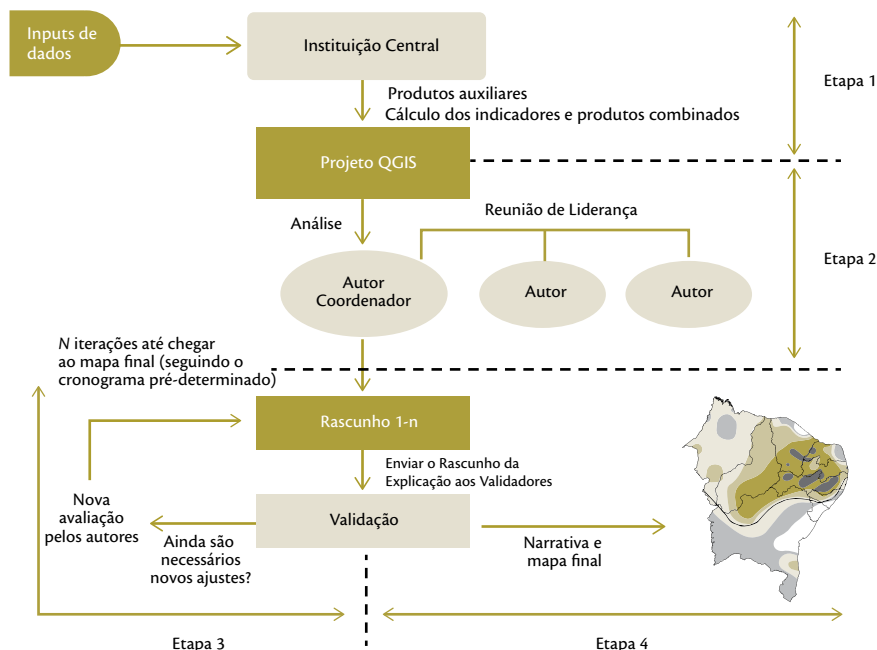 Inputs de
dados
Instituição Central
Produtos auxiliares
Cálculo dos indicadores e produtos combinados
Etapa 1
Projeto QGIS
Análise
Reunião de Liderança
Etapa 2
Autor
Coordenador
Autor
Autor
N iterações até chegar
ao mapa final (seguindo o
cronograma pré-determinado)
Rascunho 1-n
Enviar o Rascunho da
Explicação aos Validadores
Nova
avaliação
pelos autores
Validação
Ainda são
necessários
novos ajustes?
Narrativa e
mapa final
Etapa 3
Etapa 4